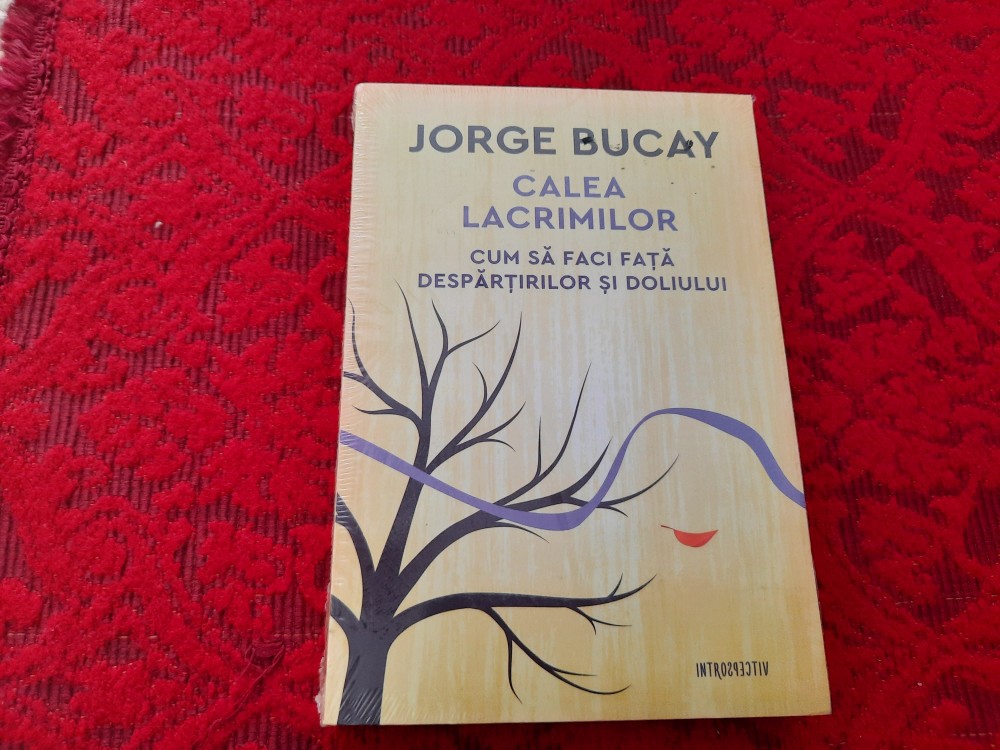 JORGE BUCAY
CALEA
LACRIMILOR
CUM SĂ FACI FAȚĂ
DESPĂRȚIRILOR ȘI DOLIULUI
INTROSPECTIV